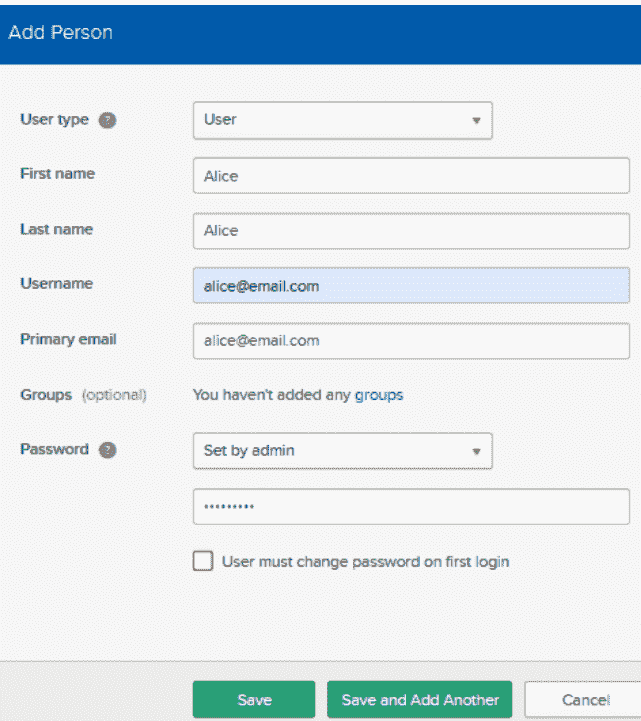 Add Person
User type ?
User
First name
Alice
Last name
Alice
Username
alice@email.com
Primary email
alice@email.com
Groups (optional)
You haven't added any groups
Password ?
Set by admin
•••••••••
User must change password on first login
Save
Save and Add Another
Cancel